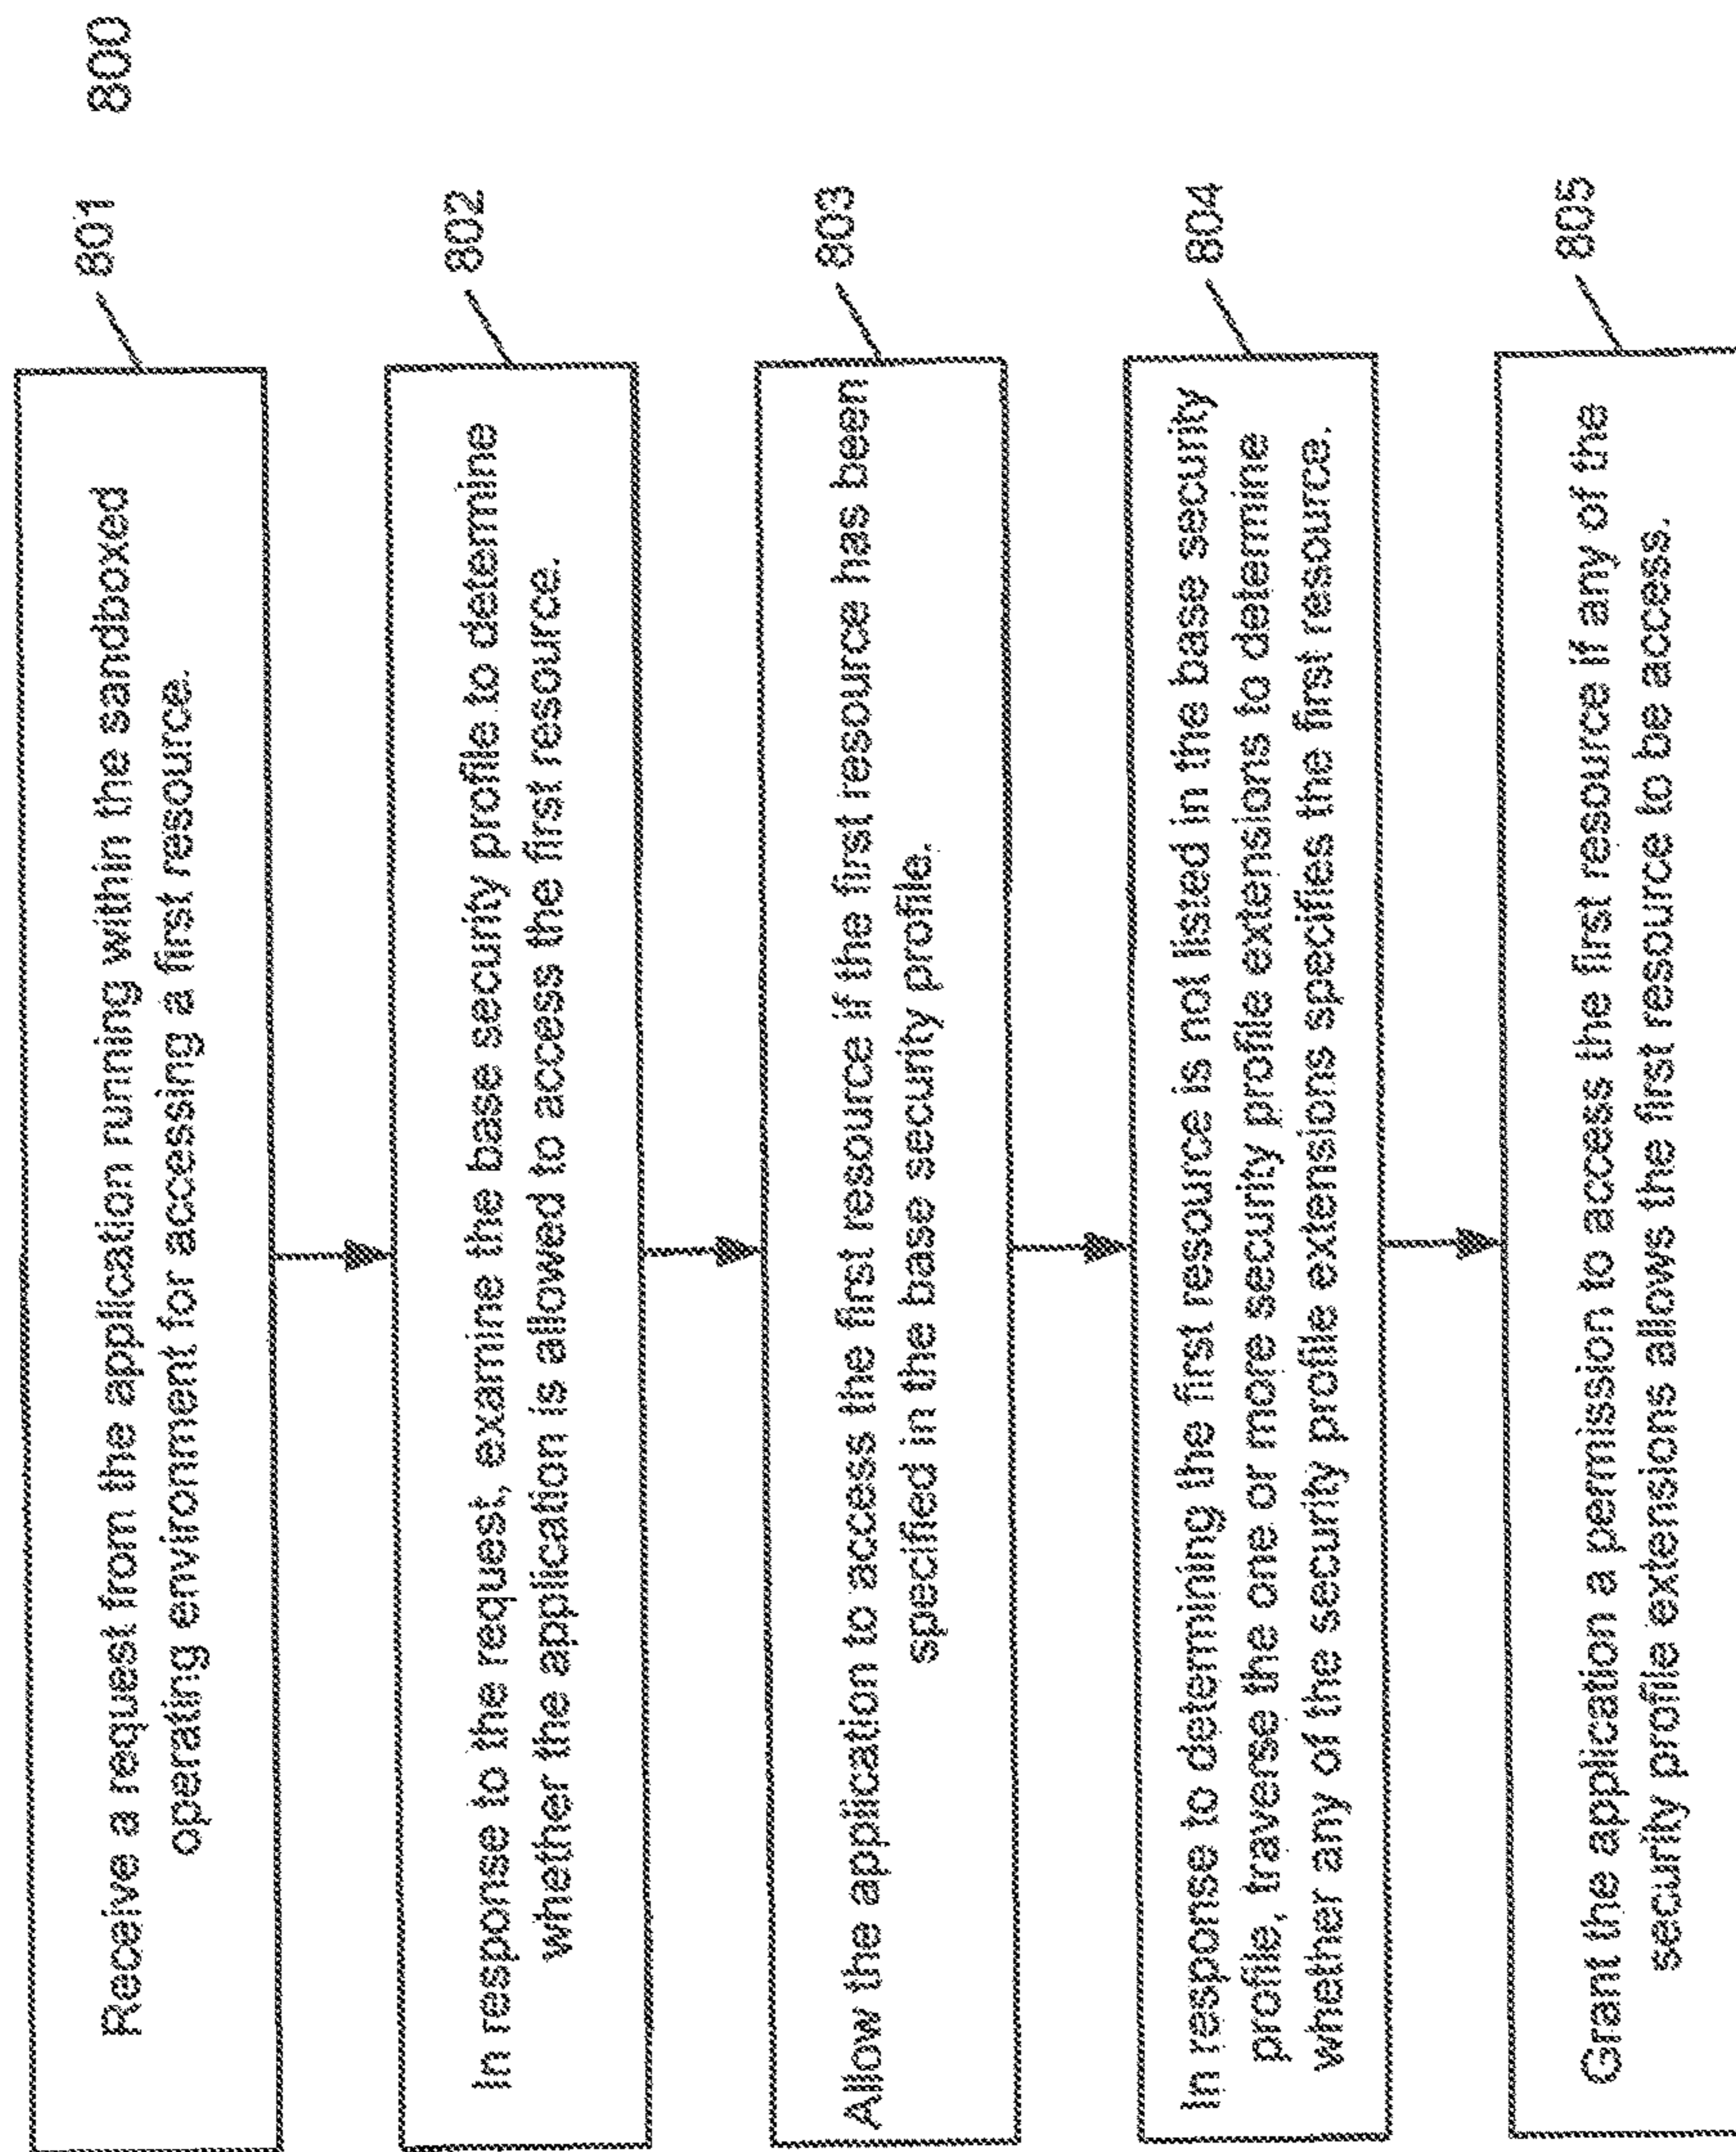 800
801
Receive a request from the application running within the sandboxed
operating environment for accessing a first resource.
802
In response to the request, examine the base security profile to determine
whether the application is allowed to access the first resource.
803
Allow the application to access the first resource if the first resource has been
specified in the base security profile.
804
In response to determining the first resource is not listed in the base security
profile, traverse the one or more security profile extensions to determine
whether any of the security profile extensions specifies the first resource.
805
Grant the application a permission to access the first resource if any of the
security profile extensions allows the first resource to be access.